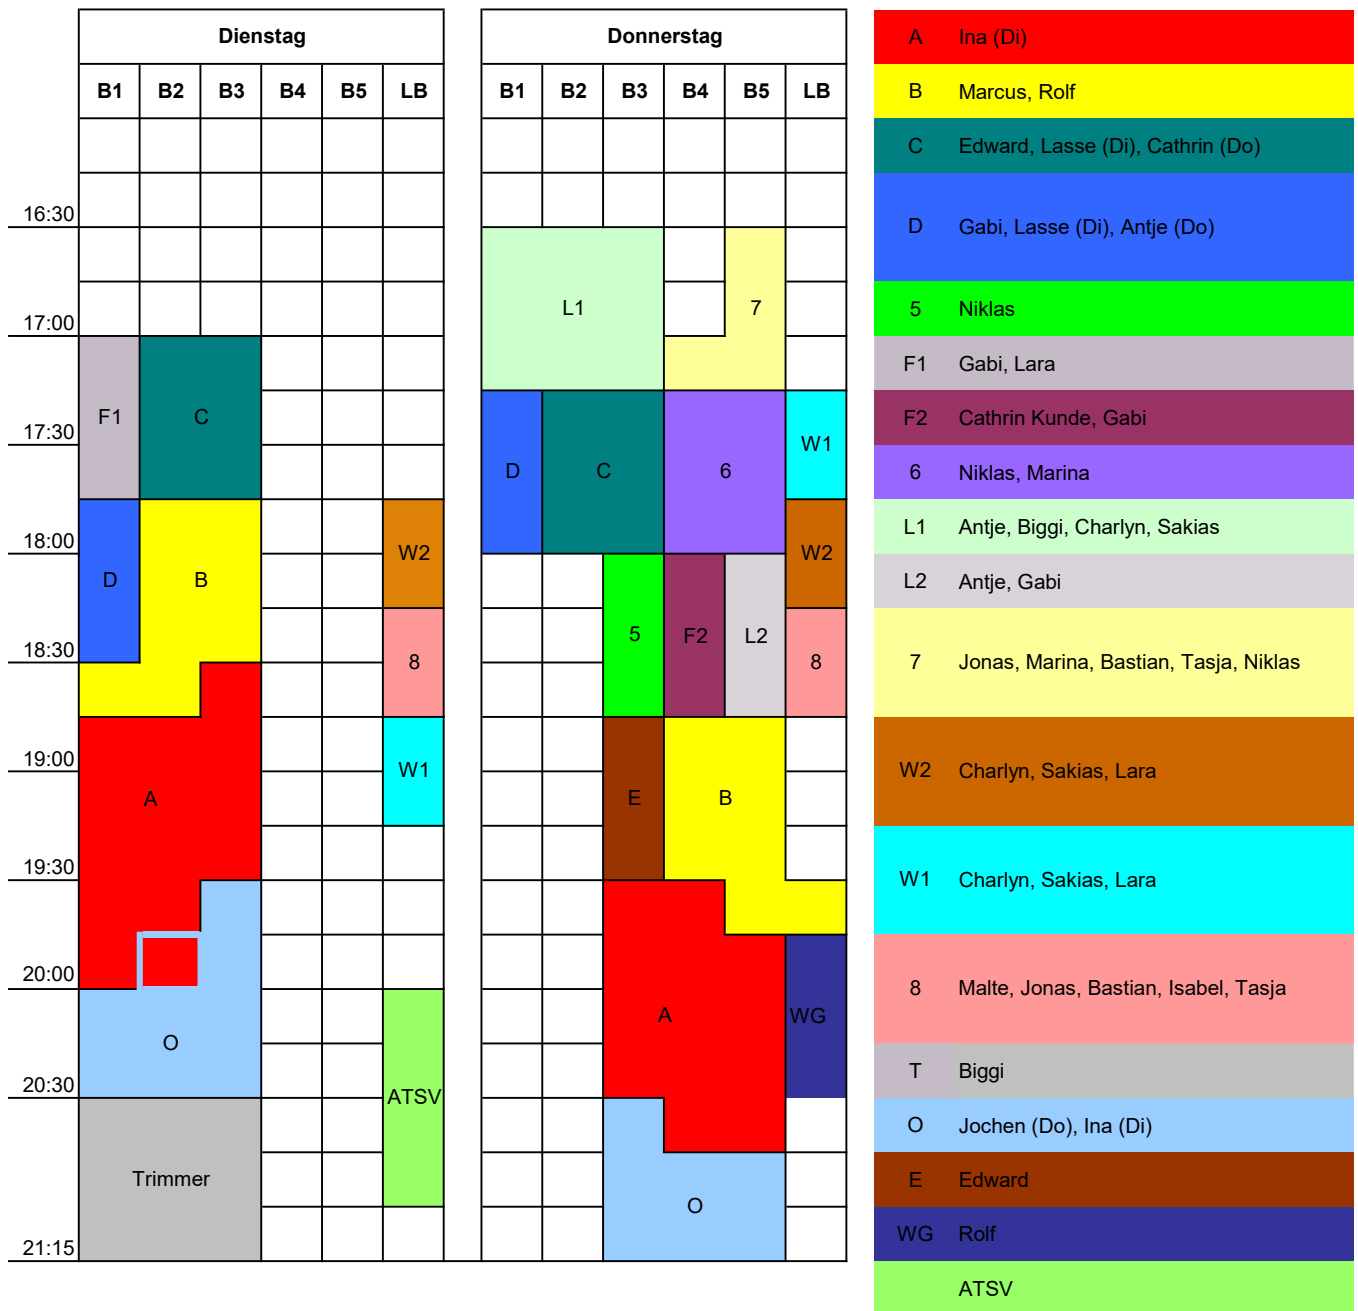 Dienstag Donnerstag
B1 B2 B3 B4 B5 LB B1 B2 B3 B4 B5 LB
16:30
L1 7
17:00
F1 C
17:30
D C 6 W1
18:00
D B W2 W2
18:30
8 5 F2 L2 8
19:00
W1
A E B
19:30
20:00
A WG
O
20:30
ATSV
Trimmer
O
21:15
A Ina (Di)
B Marcus, Rolf
C Edward, Lasse (Di), Cathrin (Do)
D Gabi, Lasse (Di), Antje (Do)
5 Niklas
F1 Gabi, Lara
F2 Cathrin Kunde, Gabi
6 Niklas, Marina
L1 Antje, Biggi, Charlyn, Sakias
L2 Antje, Gabi
7 Jonas, Marina, Bastian, Tasja, Niklas
W2 Charlyn, Sakias, Lara
W1 Charlyn, Sakias, Lara
8 Malte, Jonas, Bastian, Isabel, Tasja
T Biggi
O Jochen (Do), Ina (Di)
E Edward
WG Rolf
ATSV